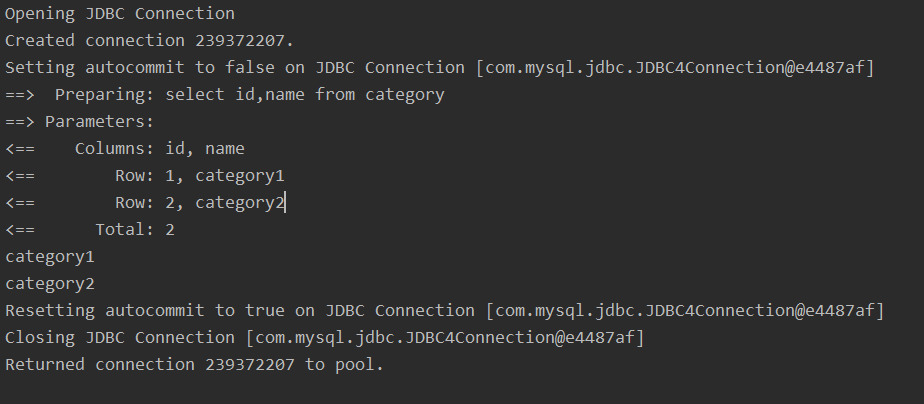 Opening JDBC Connection
Created connection 239372207.
Setting autocommit to false on JDBC Connection [com.mysql.jdbc.JDBC4Connection@e4487af]
==>  Preparing: select id,name from category
==> Parameters:
<==    Columns: id, name
<==        Row: 1, category1
<==        Row: 2, category2
<==      Total: 2
category1
category2
Resetting autocommit to true on JDBC Connection [com.mysql.jdbc.JDBC4Connection@e4487af]
Closing JDBC Connection [com.mysql.jdbc.JDBC4Connection@e4487af]
Returned connection 239372207 to pool.